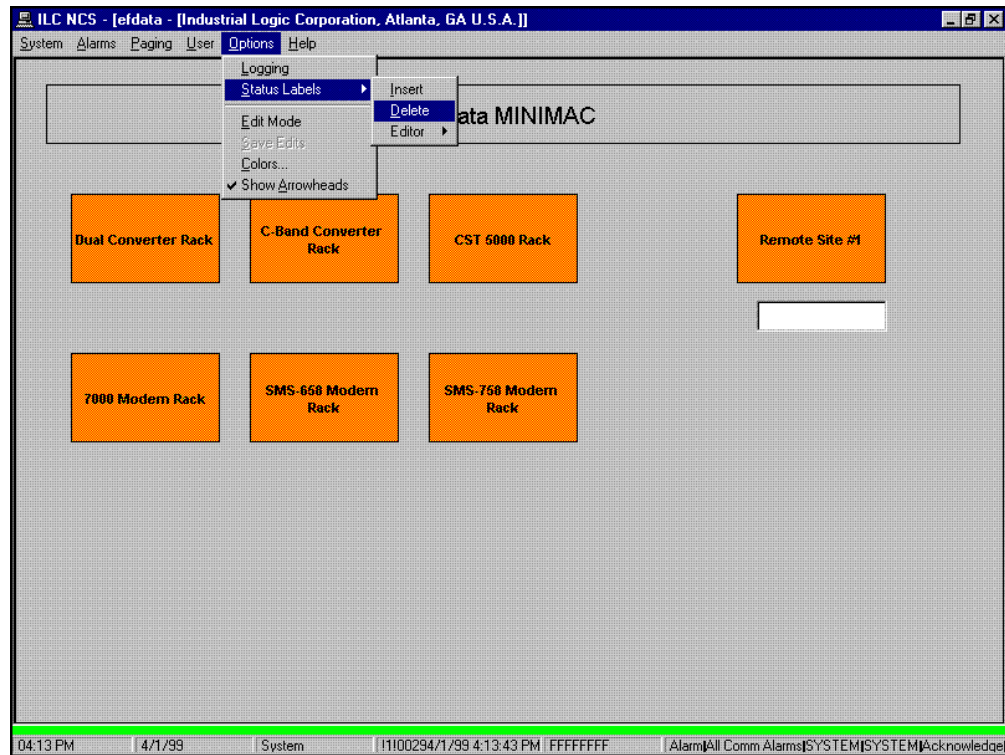 ILC NCS - [efdata - [Industrial Logic Corporation, Atlanta, GA U.S.A.]]
System Alarms Paging User Options Help
Logging
Status Labels
Edit Mode
Save Edits
Colors...
Show Arrowheads
Insert
Delete
Editor
ata MINIMAC
Dual Converter Rack
C-Band Converter
Rack
CST 5000 Rack
Remote Site #1
7000 Modem Rack
SMS-650 Modem
Rack
SMS-750 Modem
Rack
04:13 PM 4/1/99 System !1!00294/1/99 4:13:43 PM FFFFFFFF Alarm All Comm Alarms SYSTEM SYSTEM Acknowledge